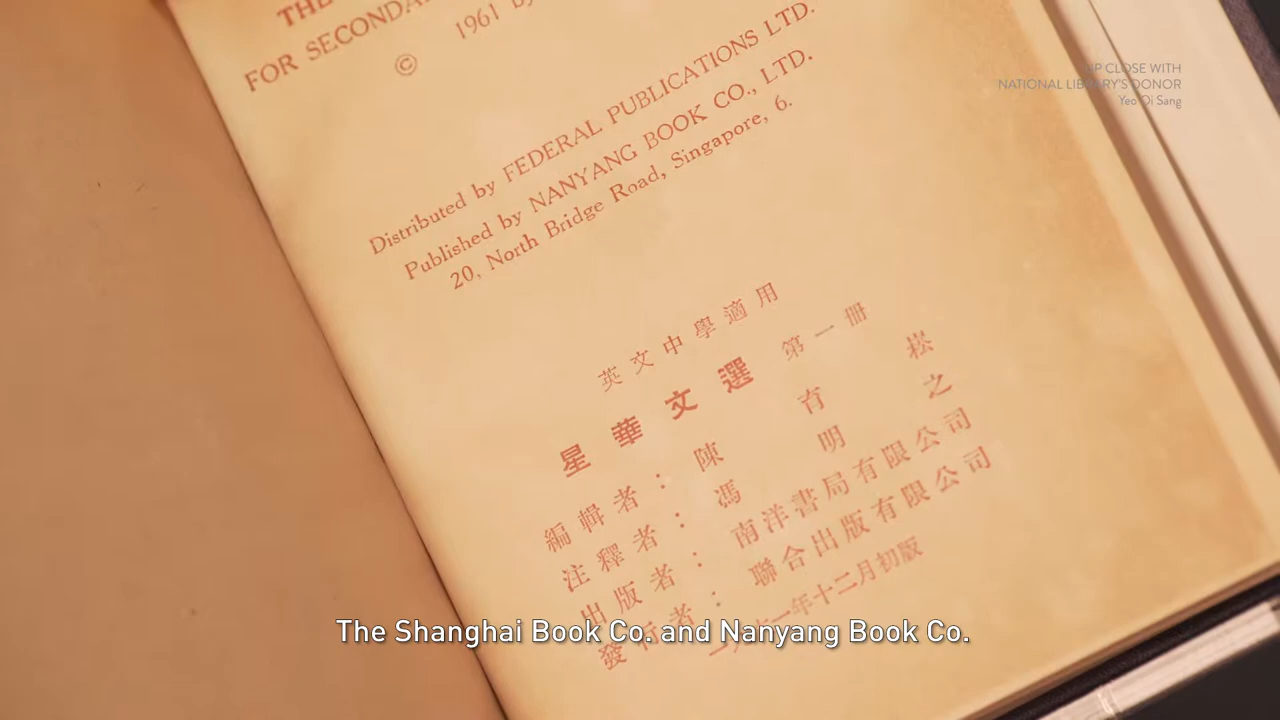 THE
FOR SECONDA
© 1961 by
Distributed by FEDERAL PUBLICATIONS LTD.
Published by NANYANG BOOK CO., LTD.
20, North Bridge Road, Singapore, 6.
英文中學適用
星華文選 第一冊
編輯者：陳育崧
注釋者：馮明之
出版者：南洋書局有限公司
發行者：聯合出版有限公司
一九六一年十二月初版
UP CLOSE WITH
NATIONAL LIBRARY'S DONOR
Yeo Oi Sang
The Shanghai Book Co. and Nanyang Book Co.